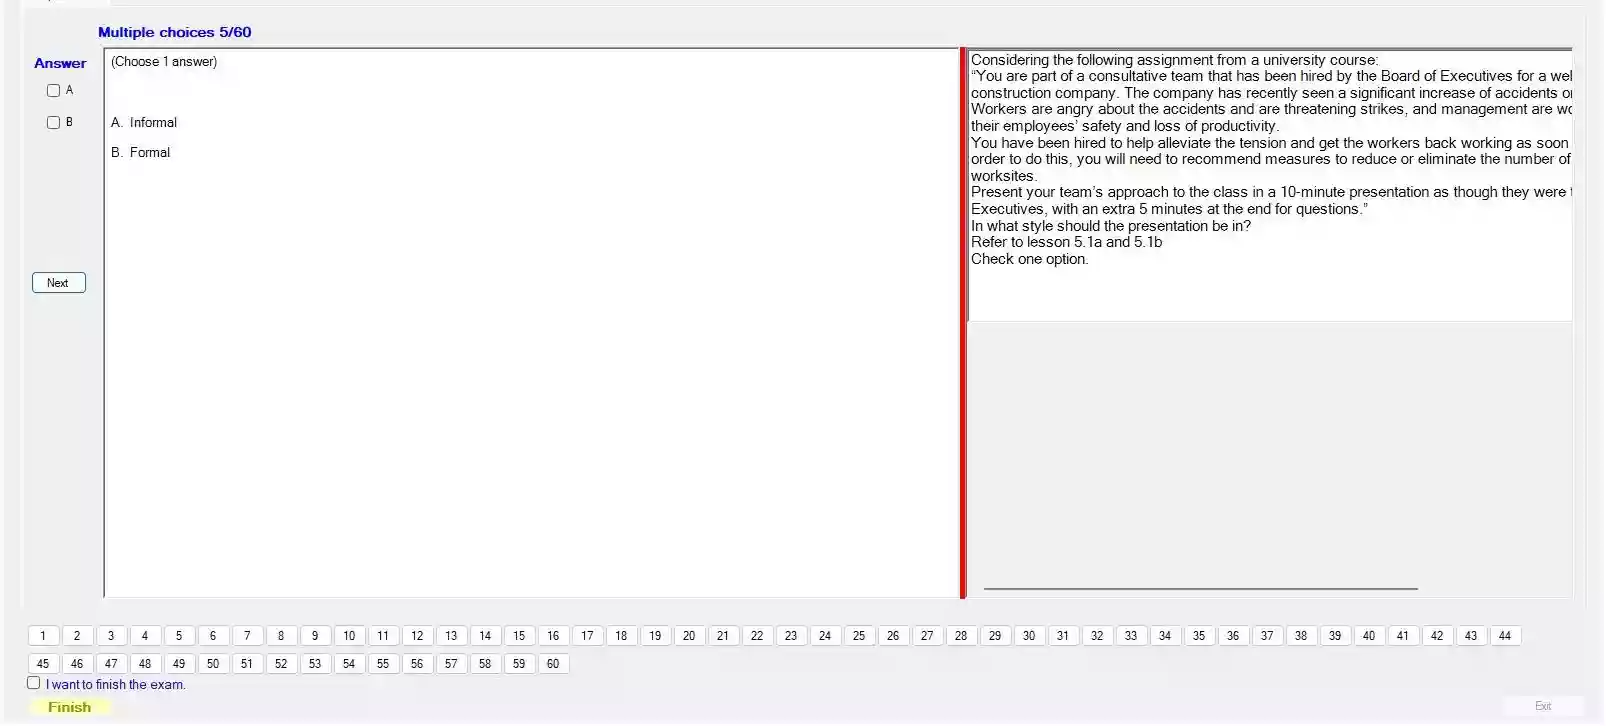 Multiple choices 5/60
Answer
A
B
Next
(Choose 1 answer)
A. Informal
B. Formal
Considering the following assignment from a university course:
“You are part of a consultative team that has been hired by the Board of Executives for a
construction company. The company has recently seen a significant increase of accidents
Workers are angry about the accidents and are threatening strikes, and management are
their employees’ safety and loss of productivity.
You have been hired to help alleviate the tension and get the workers back working as soon
order to do this, you will need to recommend measures to reduce or eliminate the number of
worksites.
Present your team’s approach to the class in a 10-minute presentation as though they were
Executives, with an extra 5 minutes at the end for questions.”
In what style should the presentation be in?
Refer to lesson 5.1a and 5.1b
Check one option.
1 2 3 4 5 6 7 8 9 10 11 12 13 14 15 16 17 18 19 20 21 22 23 24 25 26 27 28 29 30 31 32 33 34 35 36 37 38 39 40 41 42 43 44
45 46 47 48 49 50 51 52 53 54 55 56 57 58 59 60
I want to finish the exam.
Finish
Exit